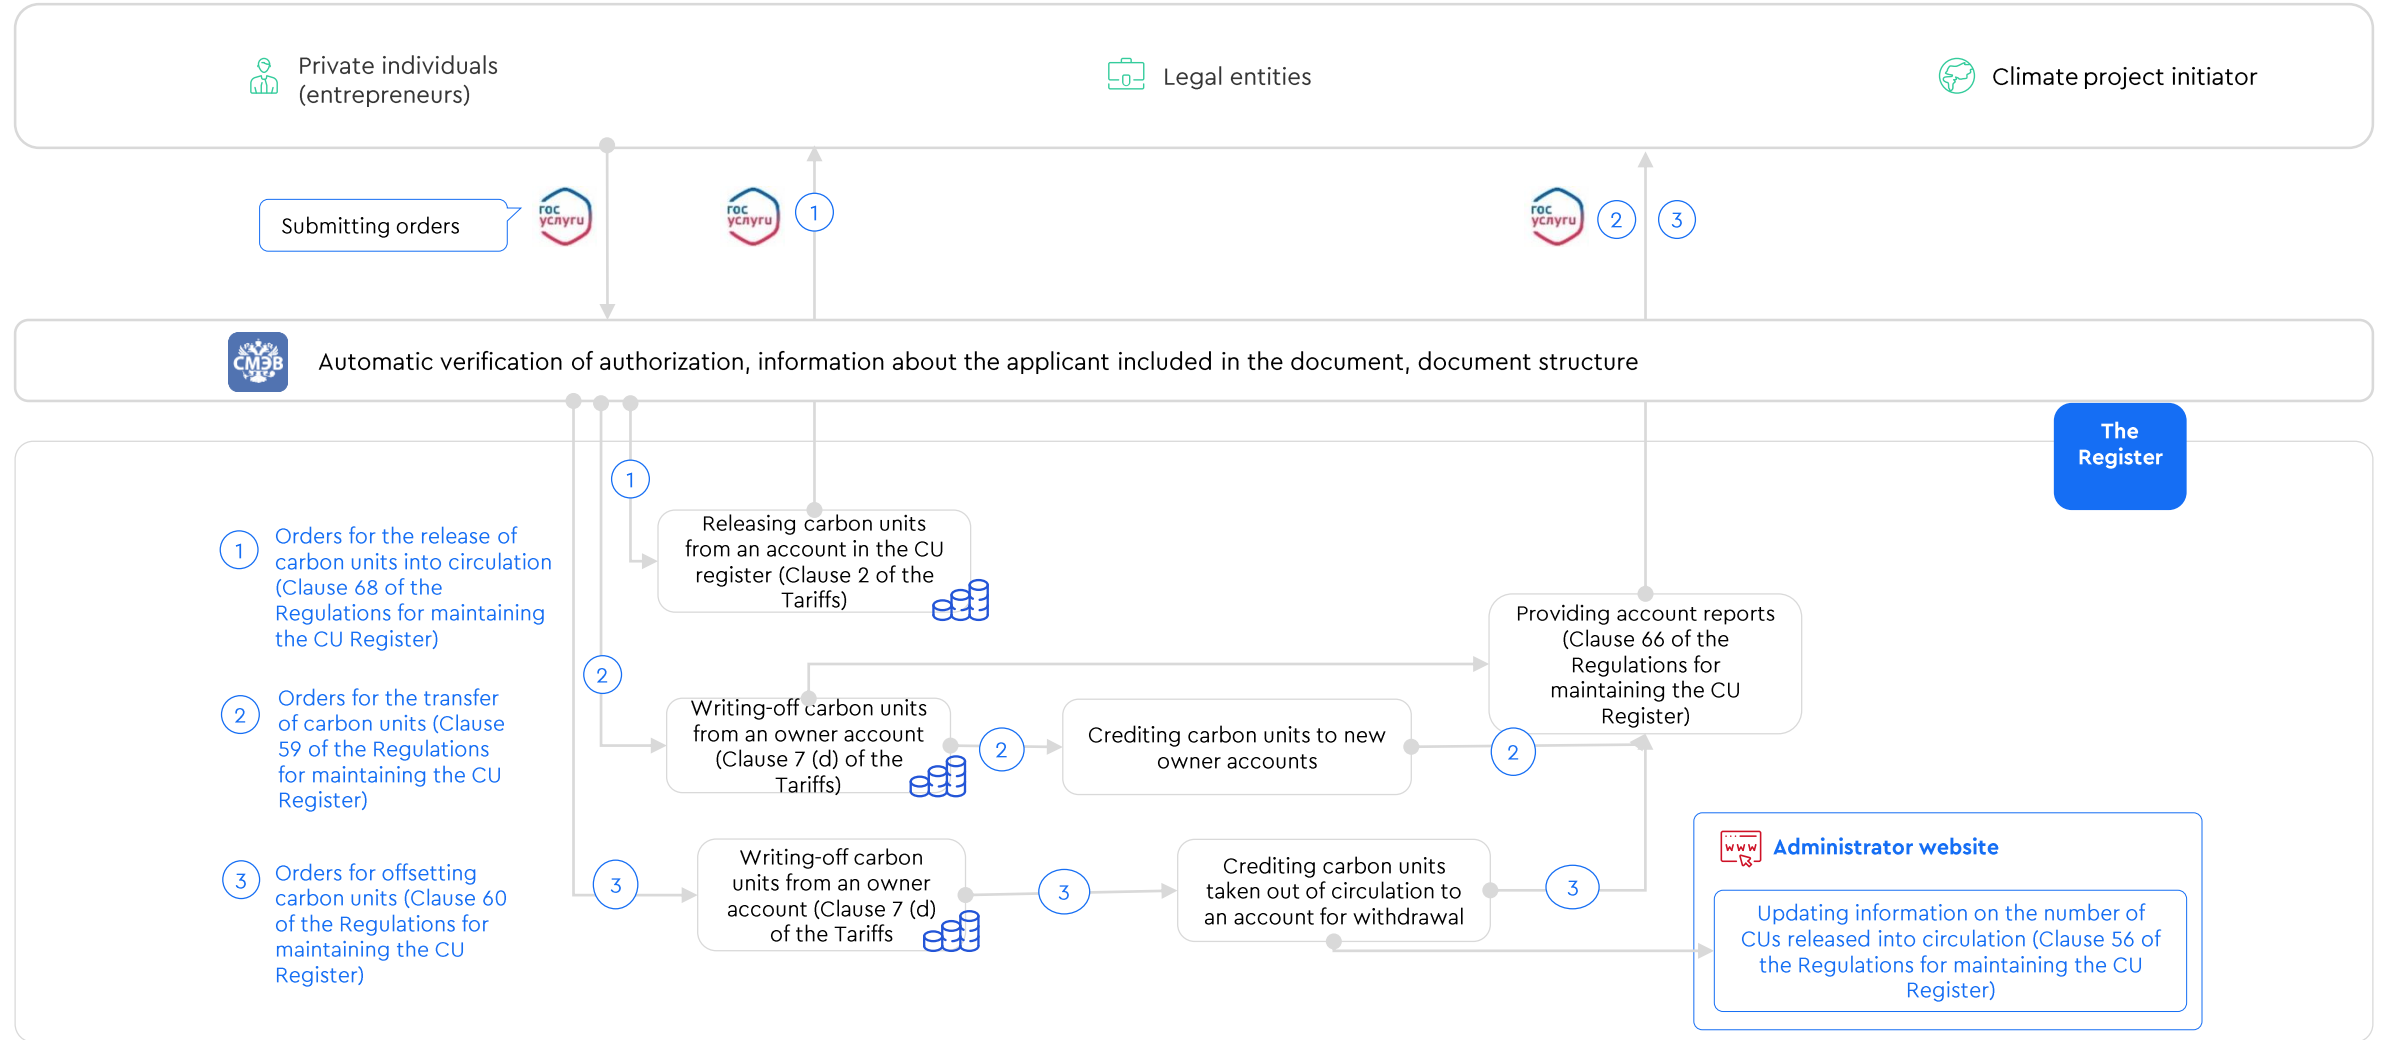 Private individuals
(entrepreneurs)
Legal entities
Climate project initiator
Submitting orders
гос
услуги
гос
услуги
1
гос
услуги
2
3
СМЭВ
Automatic verification of authorization, information about the applicant included in the document, document structure
The
Register
1
Orders for the release of
carbon units into circulation
(Clause 68 of the
Regulations for maintaining
the CU Register)
2
Orders for the transfer
of carbon units (Clause
59 of the Regulations
for maintaining the CU
Register)
3
Orders for offsetting
carbon units (Clause 60
of the Regulations for
maintaining the CU
Register)
1
Releasing carbon units
from an account in the CU
register (Clause 2 of the
Tariffs)
2
Writing-off carbon units
from an owner account
(Clause 7 (d) of the
Tariffs)
2
Crediting carbon units to new
owner accounts
2
Providing account reports
(Clause 66 of the
Regulations for
maintaining the CU
Register)
3
Writing-off carbon
units from an owner
account (Clause 7 (d)
of the Tariffs
3
Crediting carbon units
taken out of circulation to
an account for withdrawal
3
www
Administrator website
Updating information on the number of
CUs released into circulation (Clause 56 of
the Regulations for maintaining the CU
Register)